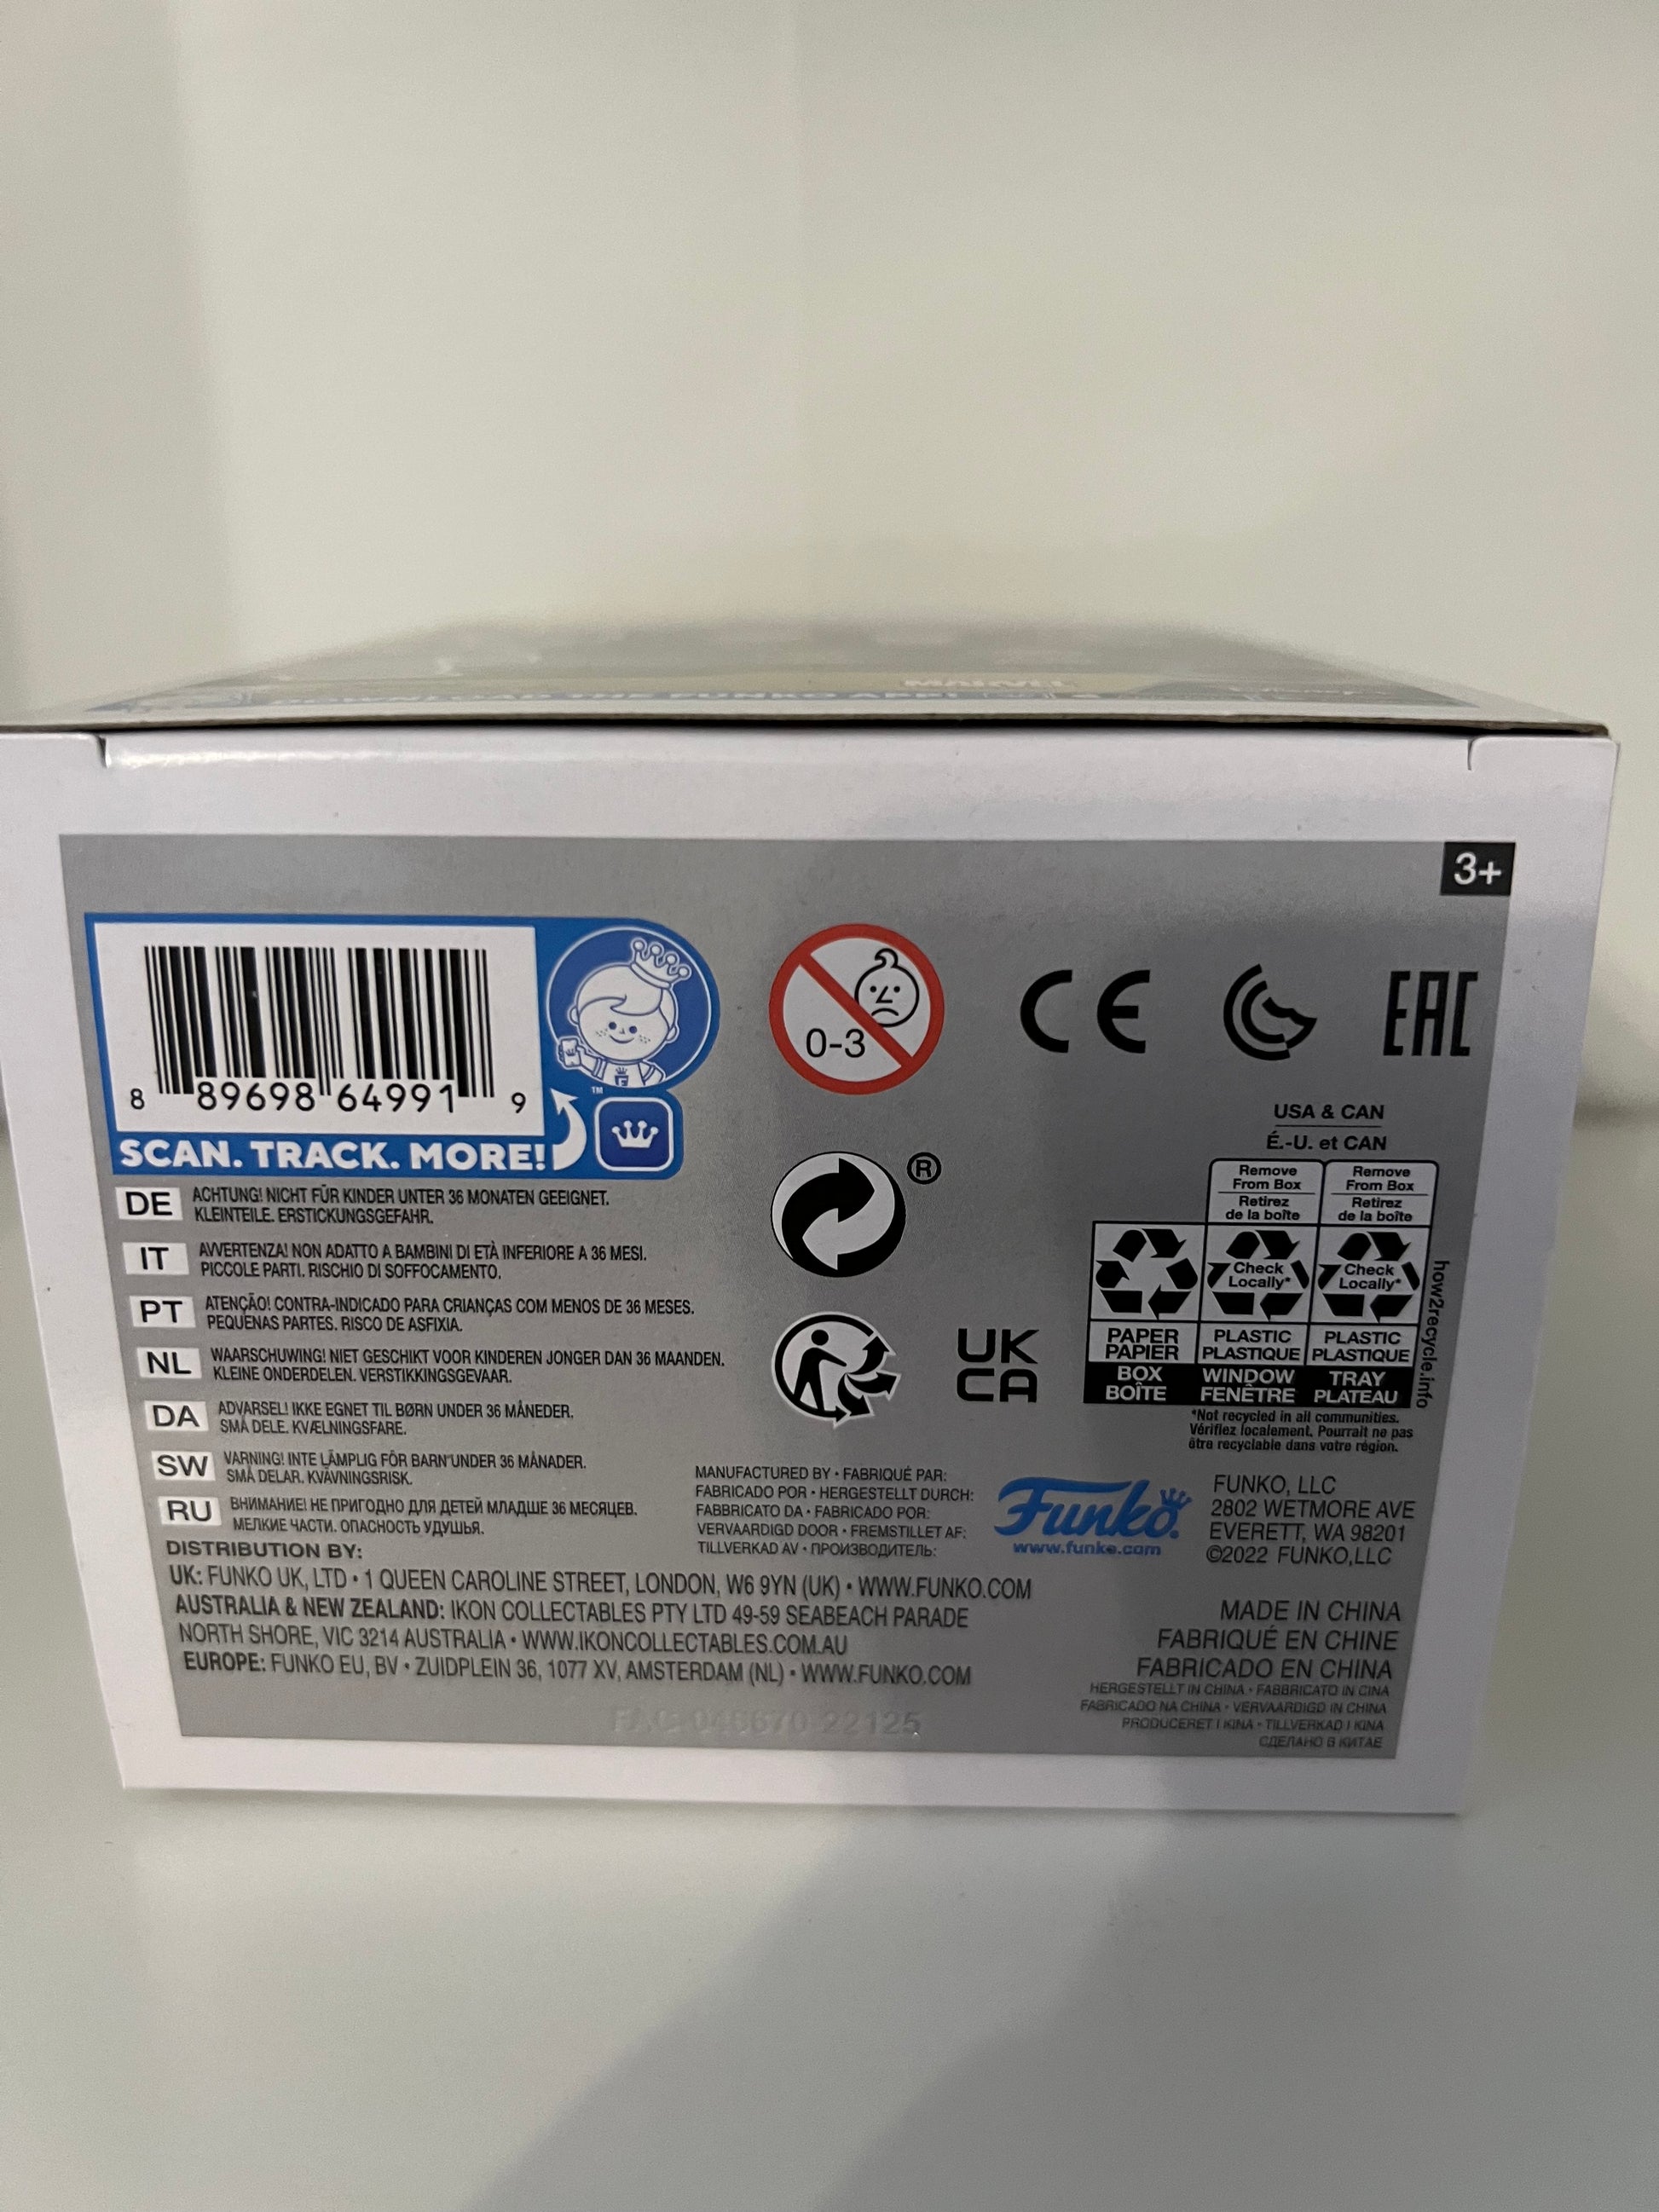 MARVEL
DOWNLOAD THE FUNKO APP!
3+
8 89698 64991 9
™
SCAN. TRACK. MORE!
0-3
CE
EAC
®
DE ACHTUNG! NICHT FÜR KINDER UNTER 36 MONATEN GEEIGNET.
KLEINTEILE. ERSTICKUNGSGEFAHR.
IT AVVERTENZA! NON ADATTO A BAMBINI DI ETÀ INFERIORE A 36 MESI.
PICCOLE PARTI. RISCHIO DI SOFFOCAMENTO.
PT ATENÇÃO! CONTRA-INDICADO PARA CRIANÇAS COM MENOS DE 36 MESES.
PEQUENAS PARTES. RISCO DE ASFIXIA.
NL WAARSCHUWING! NIET GESCHIKT VOOR KINDEREN JONGER DAN 36 MAANDEN.
KLEINE ONDERDELEN. VERSTIKKINGSGEVAAR.
DA ADVARSEL! IKKE EGNET TIL BØRN UNDER 36 MÅNEDER.
SMÅ DELE. KVÆLNINGSFARE.
SW VARNING! INTE LÄMPLIG FÖR BARN UNDER 36 MÅNADER.
SMÅ DELAR. KVÄVNINGSRISK.
RU ВНИМАНИЕ! НЕ ПРИГОДНО ДЛЯ ДЕТЕЙ МЛАДШЕ 36 МЕСЯЦЕВ.
МЕЛКИЕ ЧАСТИ. ОПАСНОСТЬ УДУШЬЯ.
UK
CA
USA & CAN
É.-U. et CAN
Remove From Box Retirez de la boîte
Remove From Box Retirez de la boîte
Check Locally*
Check Locally*
PAPER PAPIER
PLASTIC PLASTIQUE
PLASTIC PLASTIQUE
BOX BOÎTE
WINDOW FENÊTRE
TRAY PLATEAU
how2recycle.info
*Not recycled in all communities.
Vérifiez localement. Pourrait ne pas
être recyclable dans votre région.
MANUFACTURED BY • FABRIQUÉ PAR:
FABRICADO POR • HERGESTELLT DURCH:
FABBRICATO DA • FABRICADO POR:
VERVAARDIGD DOOR • FREMSTILLET AF:
TILLVERKAD AV • ПРОИЗВОДИТЕЛЬ:
Funko
www.funko.com
FUNKO, LLC
2802 WETMORE AVE
EVERETT, WA 98201
©2022 FUNKO,LLC
DISTRIBUTION BY:
UK: FUNKO UK, LTD • 1 QUEEN CAROLINE STREET, LONDON, W6 9YN (UK) • WWW.FUNKO.COM
AUSTRALIA & NEW ZEALAND: IKON COLLECTABLES PTY LTD 49-59 SEABEACH PARADE
NORTH SHORE, VIC 3214 AUSTRALIA • WWW.IKONCOLLECTABLES.COM.AU
EUROPE: FUNKO EU, BV • ZUIDPLEIN 36, 1077 XV, AMSTERDAM (NL) • WWW.FUNKO.COM
MADE IN CHINA
FABRIQUÉ EN CHINE
FABRICADO EN CHINA
HERGESTELLT IN CHINA • FABBRICATO IN CINA
FABRICADO NA CHINA • VERVAARDIGD IN CHINA
PRODUCERET I KINA • TILLVERKAD I KINA
СДЕЛАНО В КИТАЕ
22125